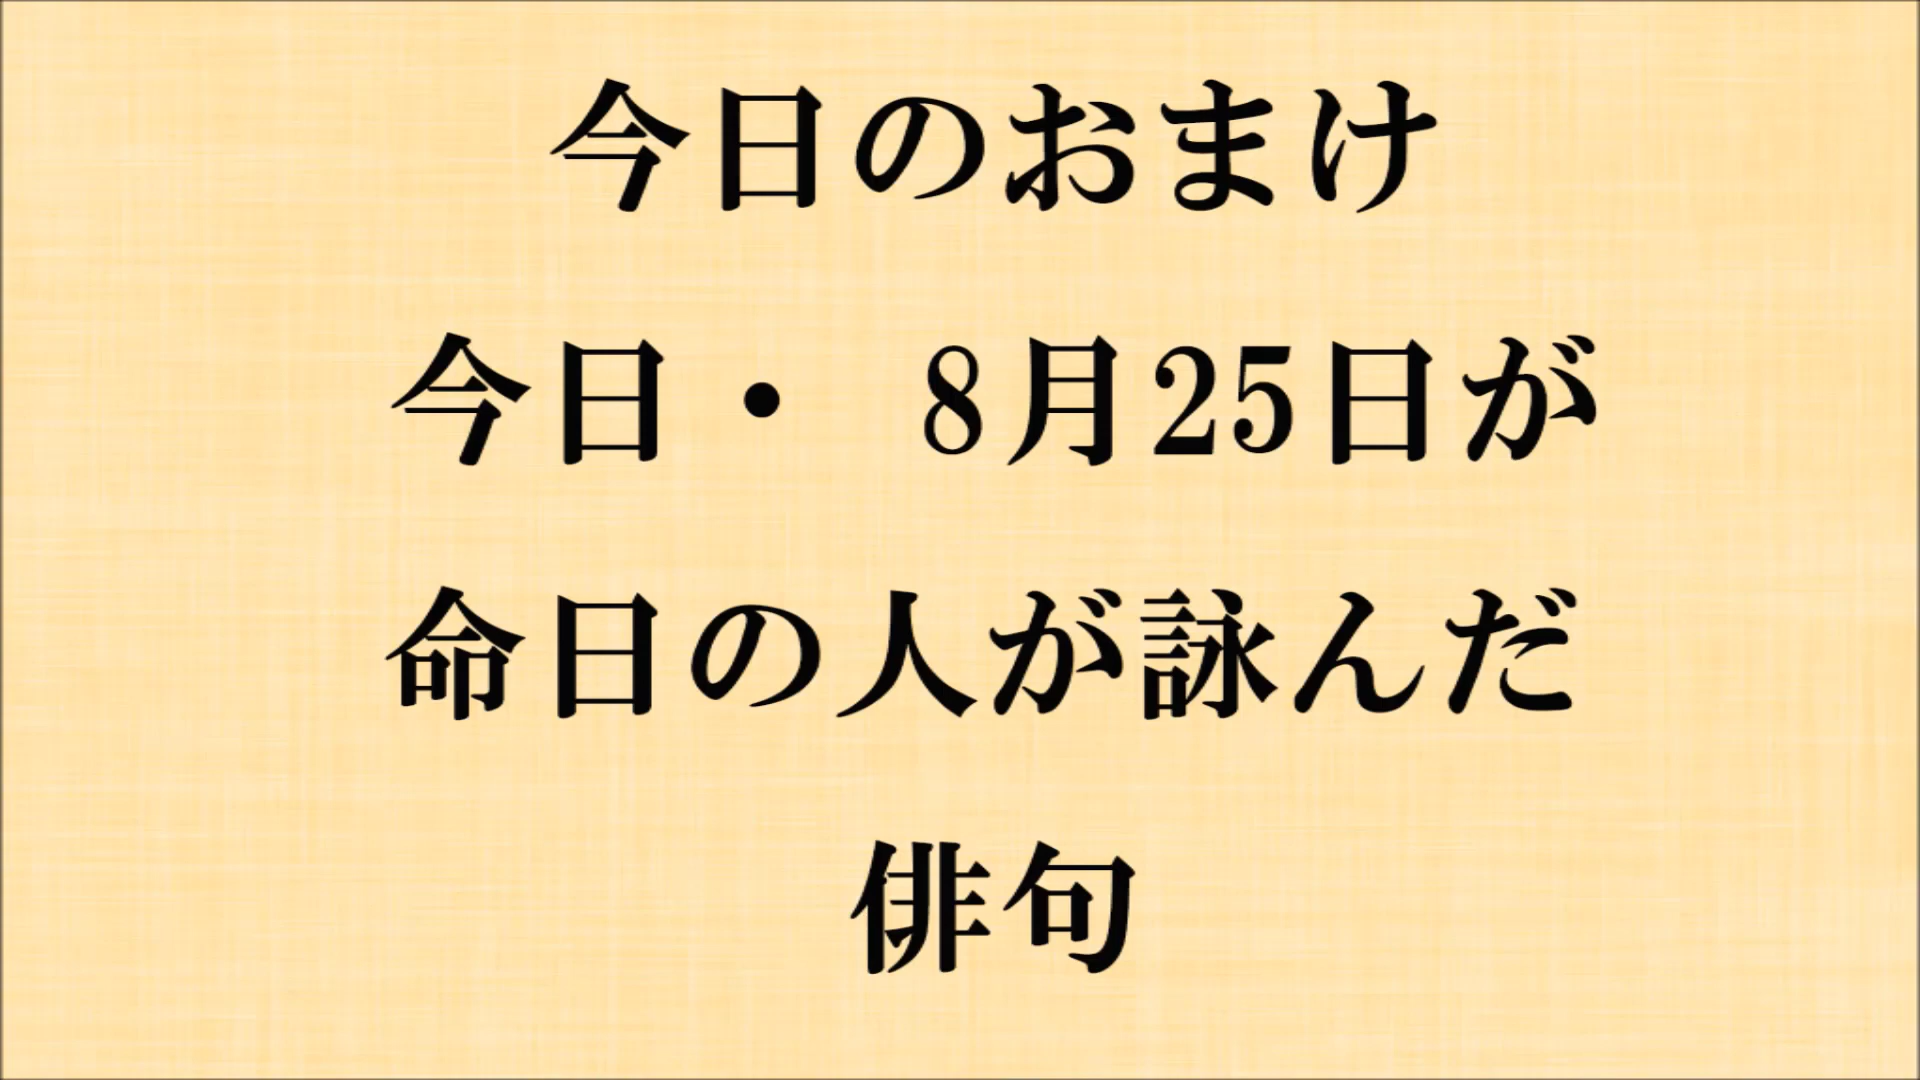 今日のおまけ
今日・ 8月25日が
命日の人が詠んだ
俳句